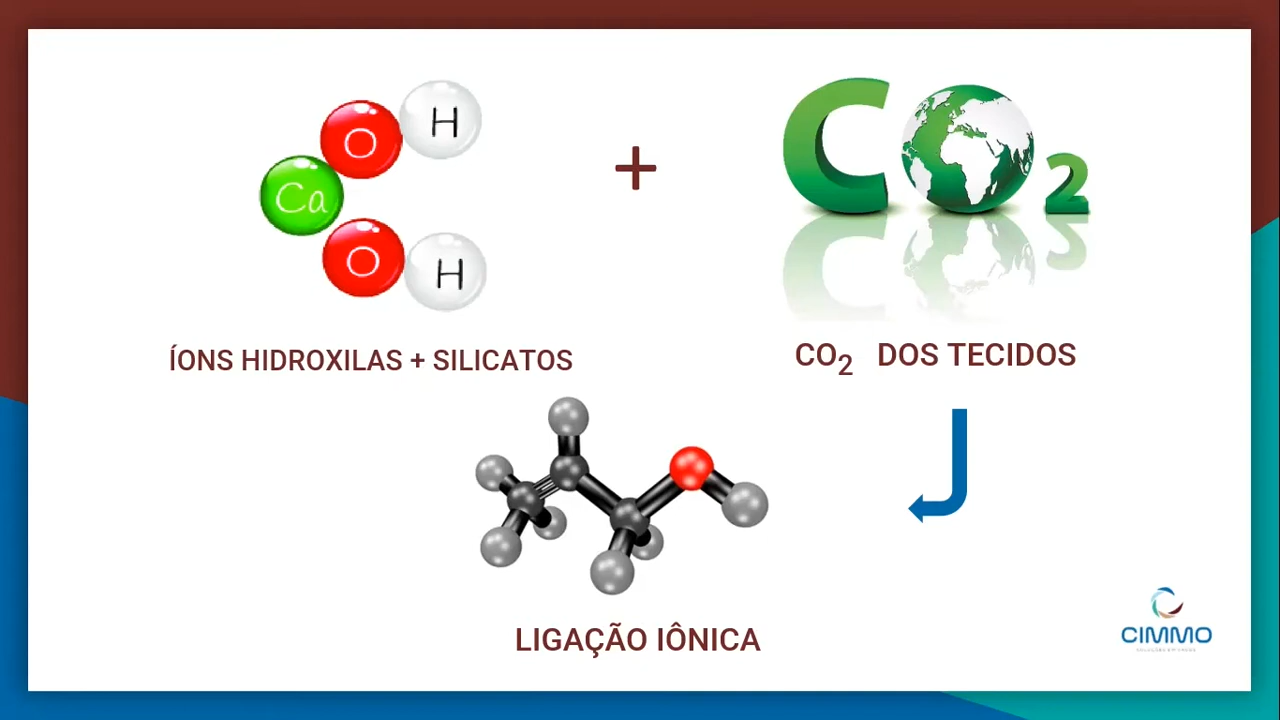 H
O
Ca
O
H
+
CO2
ÍONS HIDROXILAS + SILICATOS
CO2 DOS TECIDOS
LIGAÇÃO IÔNICA
CIMMO